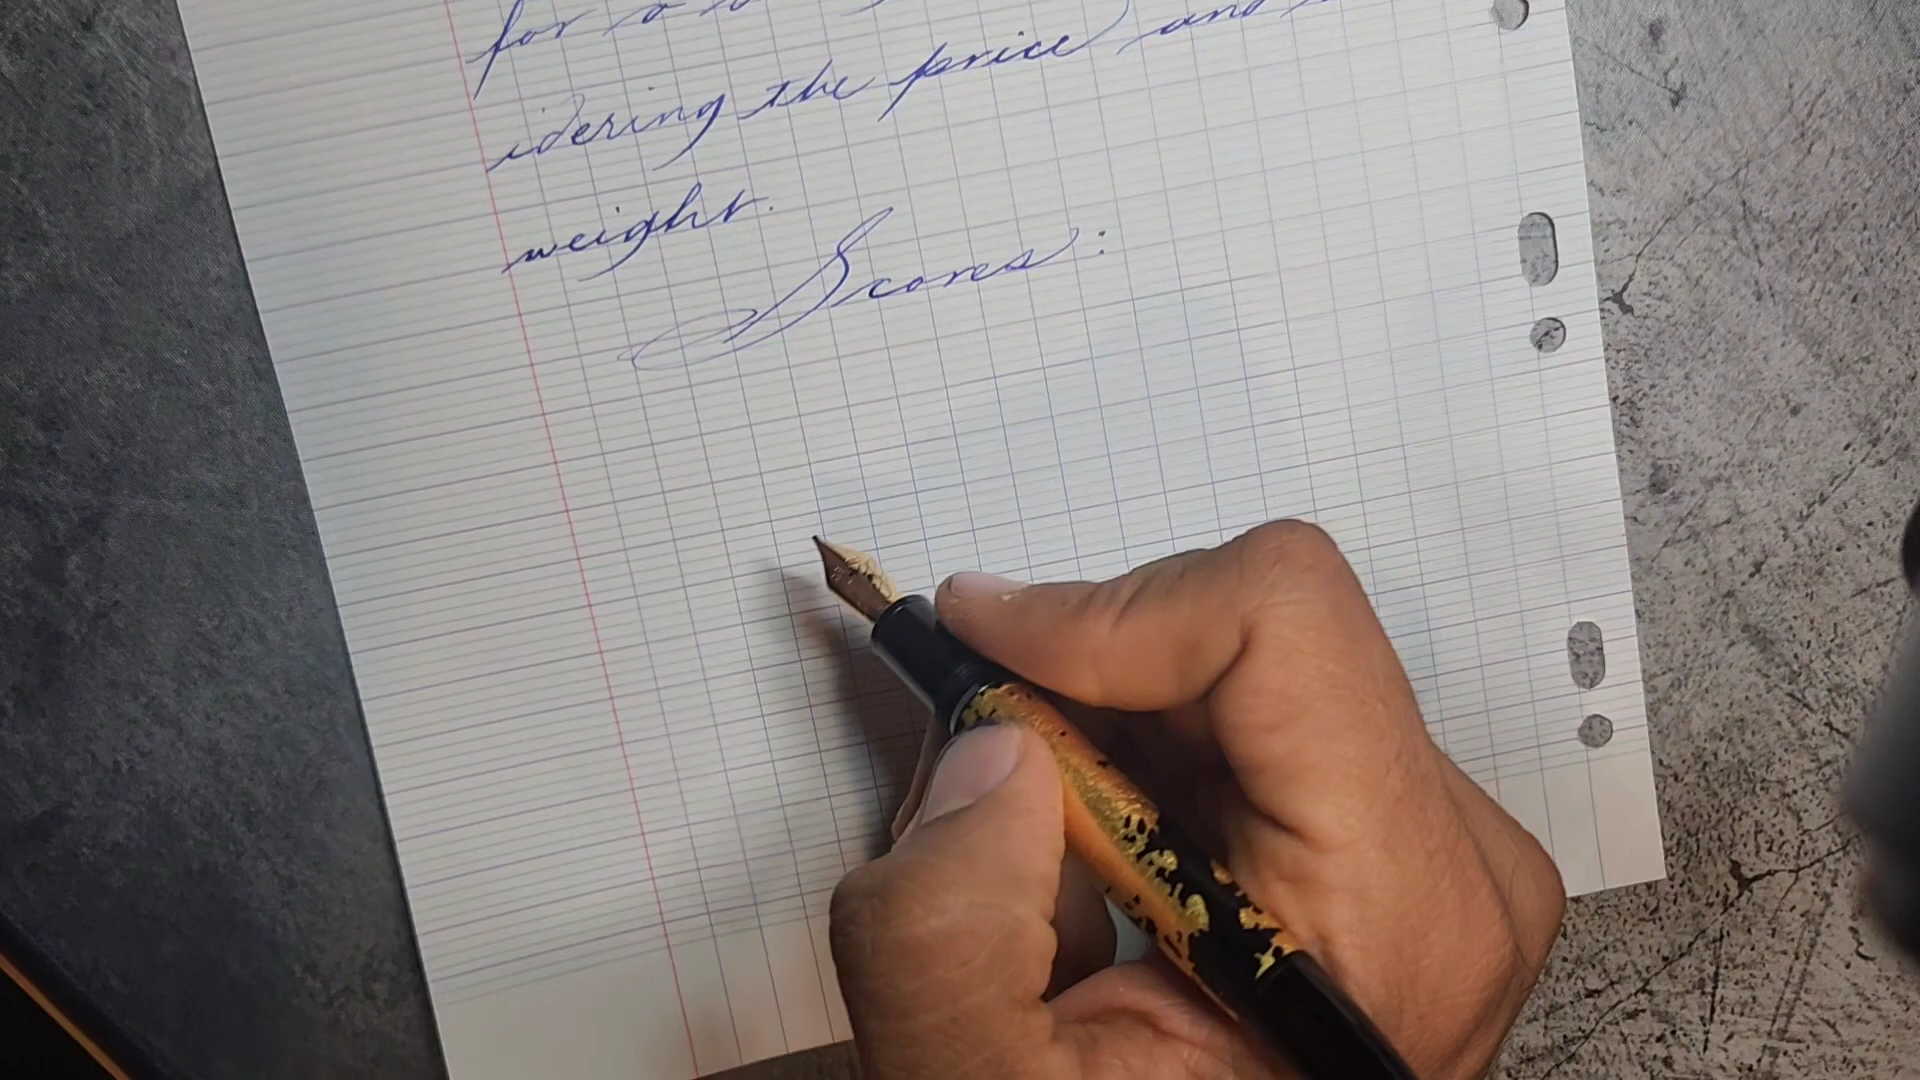 for a
idering the price and
weight.
Scores: